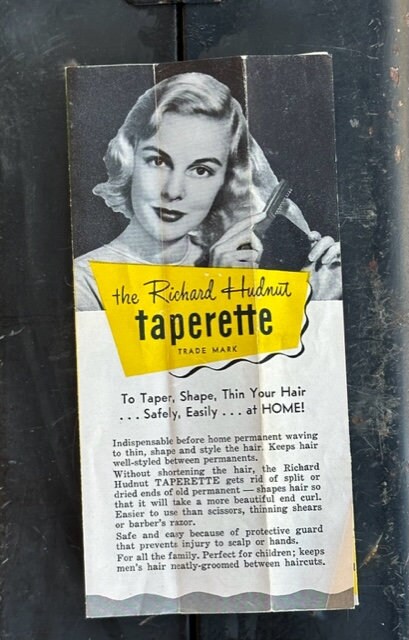 the Richard Hudnut
taperette
TRADE MARK
To Taper, Shape, Thin Your Hair
... Safely, Easily ... at HOME!
Indispensable before home permanent waving
to thin, shape and style the hair. Keeps hair
well-styled between permanents.
Without shortening the hair, the Richard
Hudnut TAPERETTE gets rid of split or
dried ends of old permanent — shapes hair so
that it will take a more beautiful end curl.
Easier to use than scissors, thinning shears
or barber's razor.
Safe and easy because of protective guard
that prevents injury to scalp or hands.
For all the family. Perfect for children; keeps
men's hair neatly-groomed between haircuts.